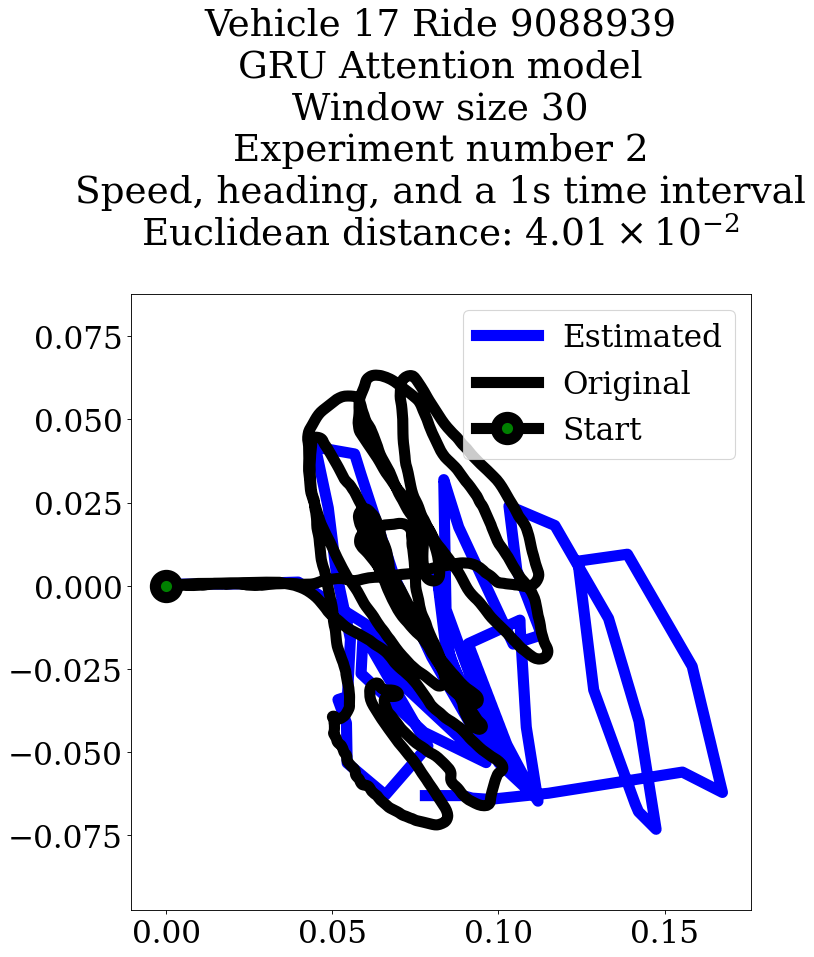 Vehicle 17 Ride 9088939
GRU Attention model
Window size 30
Experiment number 2
Speed, heading, and a 1s time interval
Euclidean distance: 4.01 × 10⁻²
Estimated
Original
Start
0.075
0.050
0.025
0.000
−0.025
−0.050
−0.075
0.00 0.05 0.10 0.15